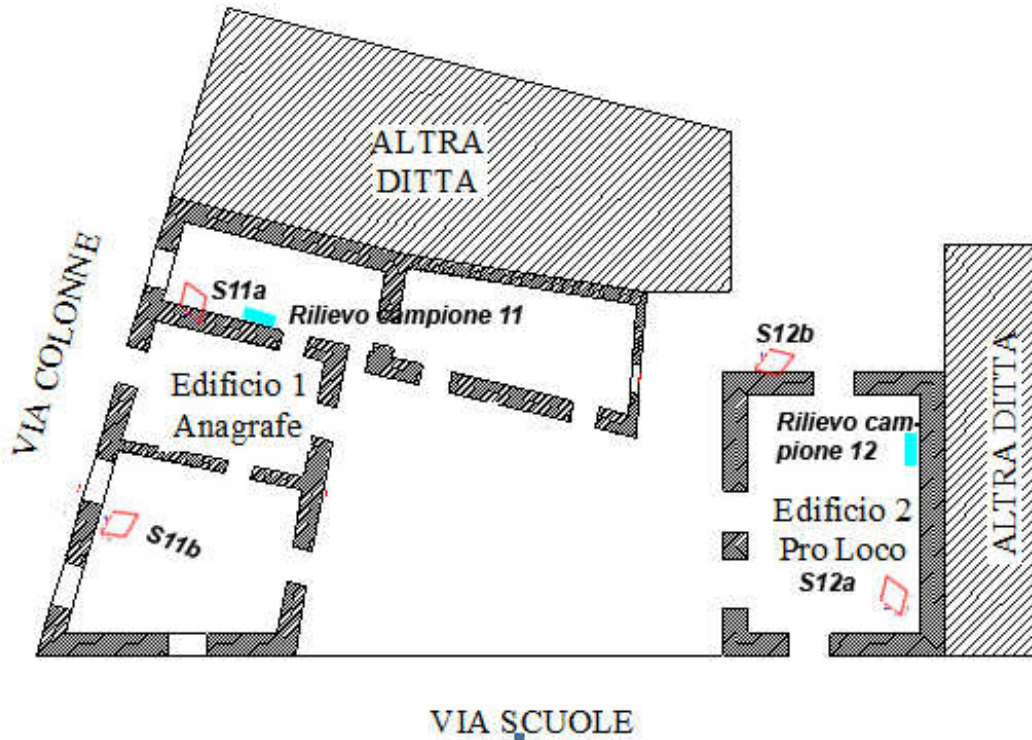 ALTRA
DITTA
VIA COLONNE
S11a
Rilievo campione 11
Edificio 1
Anagrafe
S11b
S12b
Rilievo cam-
pione 12
Edificio 2
Pro Loco
S12a
ALTRA DITTA
VIA SCUOLE